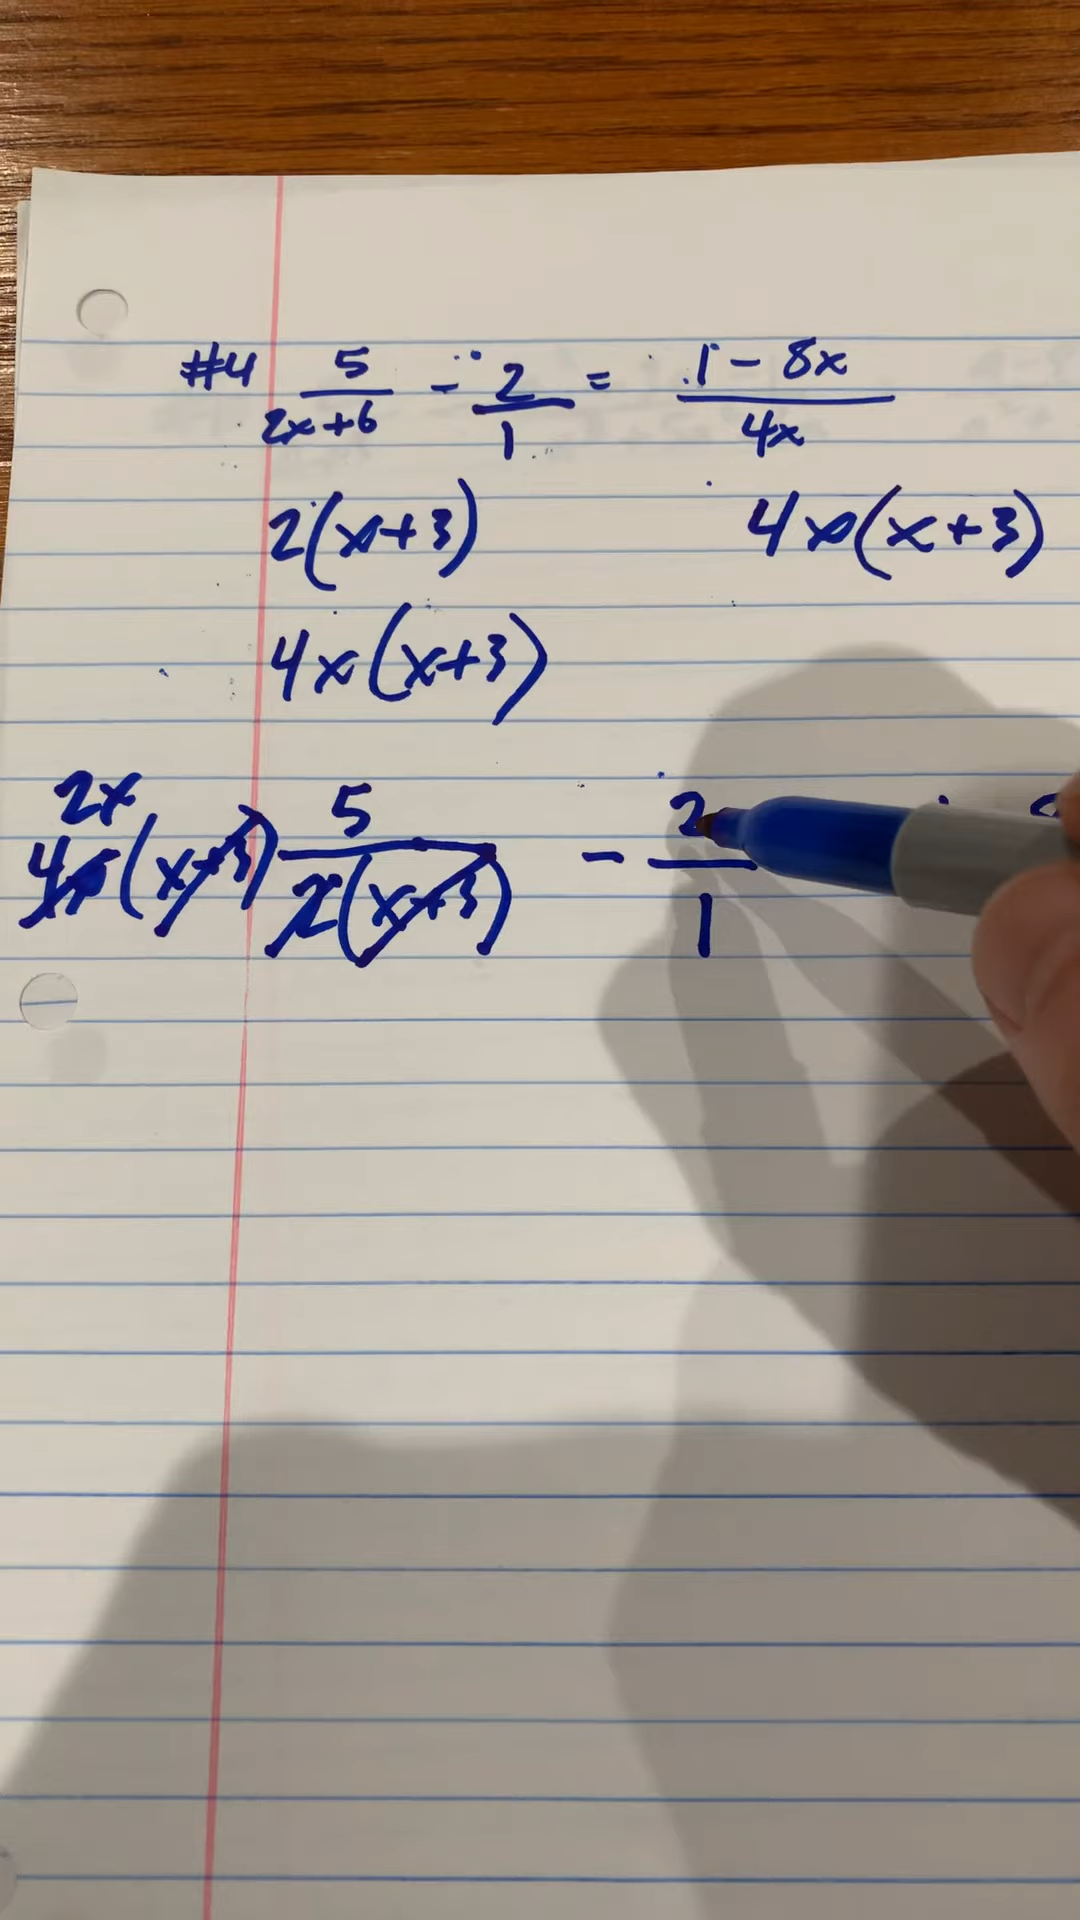 #4 5/(2x+6) - 2/1 = (1-8x)/4x
2(x+3) 4x(x+3)
4x(x+3)
2x
4x(x+3) 5/(2(x+3)) - 2/1